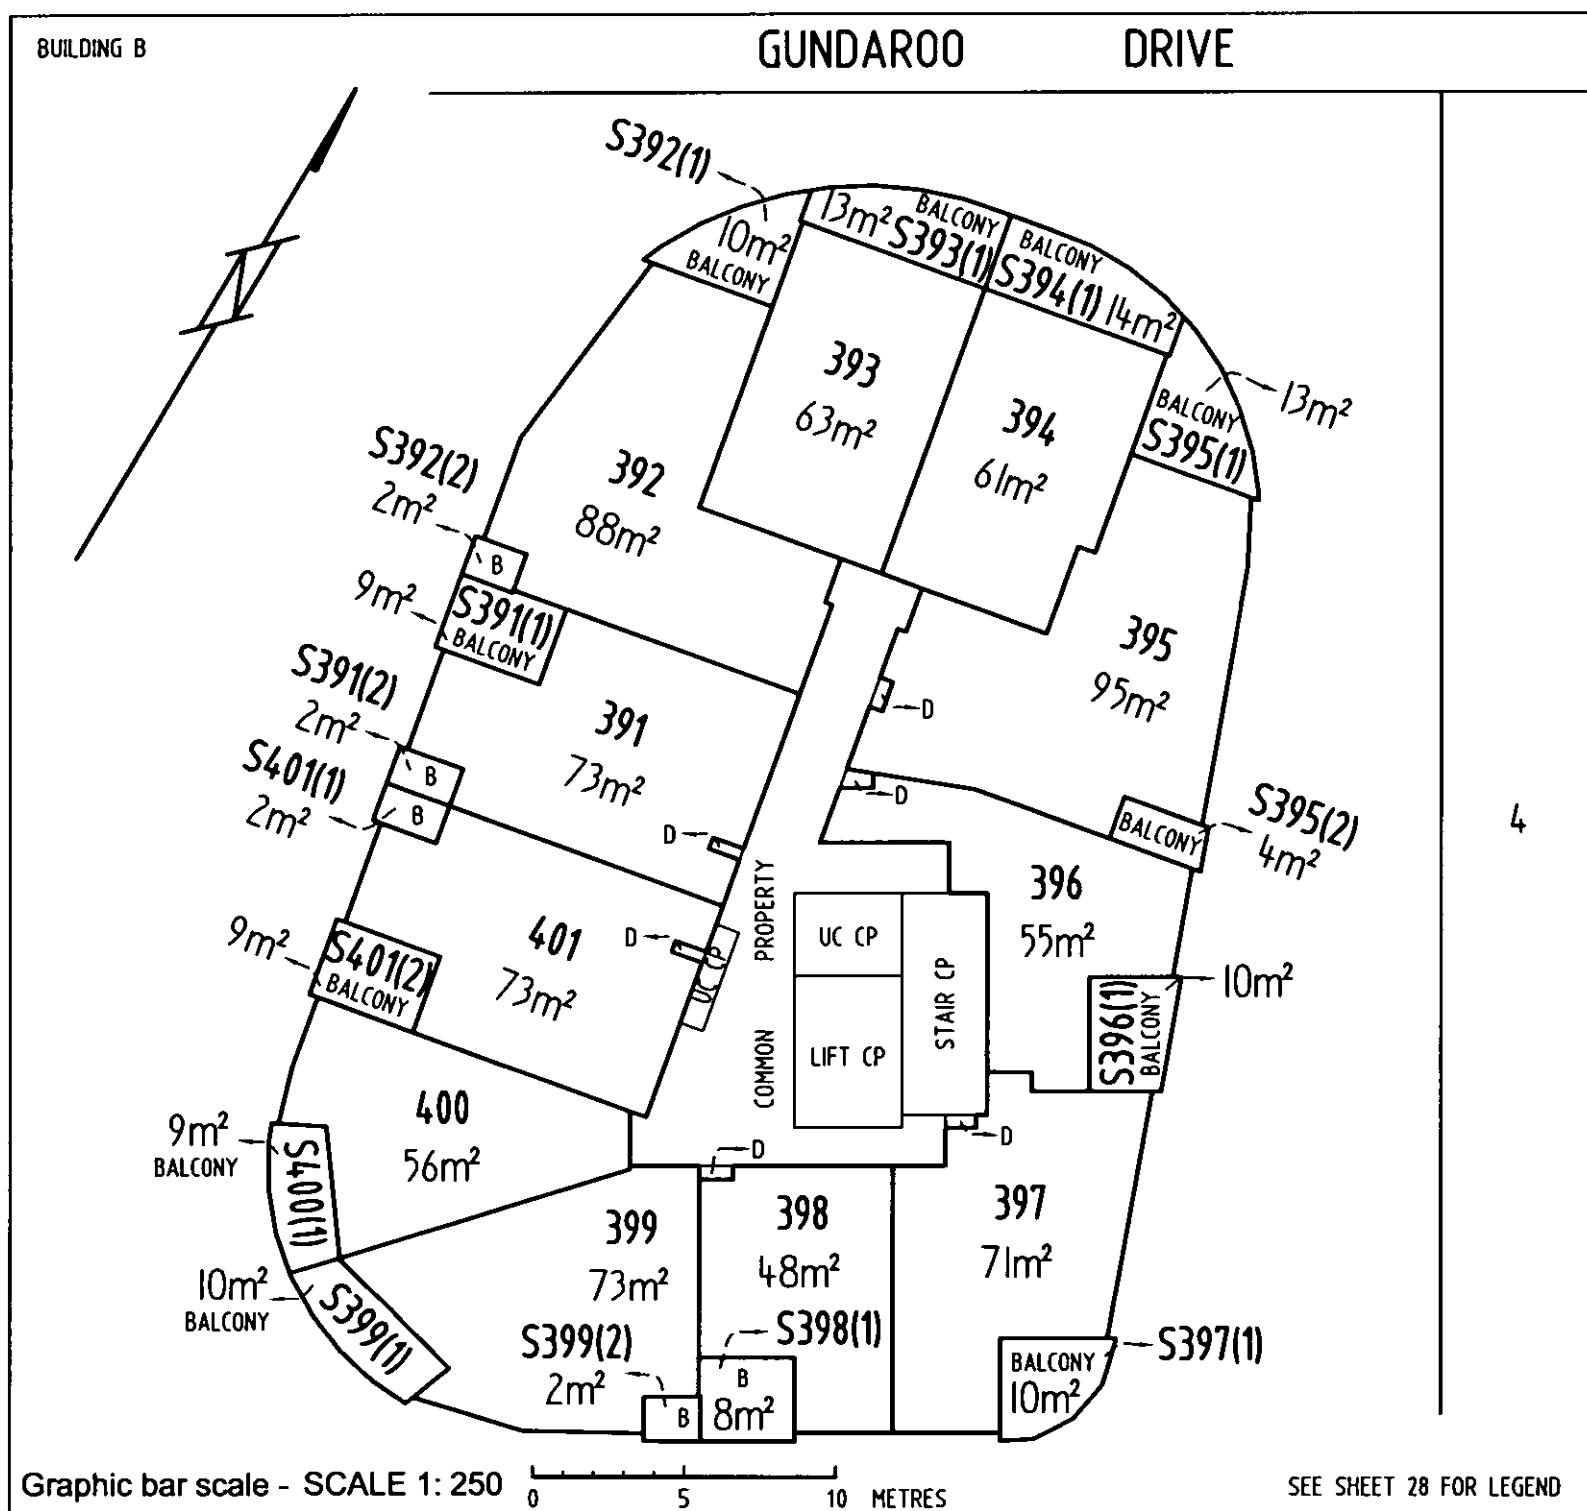 BUILDING B
GUNDAROO DRIVE
S392(1)
10m²
BALCONY
13m²
BALCONY
S393(1)
BALCONY
S394(1) 14m²
N
393
63m²
394
61m²
13m²
BALCONY
S395(1)
S392(2)
2m²
B
392
88m²
9m²
S391(1)
BALCONY
395
95m²
S391(2)
2m²
B
391
73m²
D
S401(1)
2m²
B
D
D
BALCONY
S395(2)
4m²
4
396
55m²
401
73m²
D
UC CP
COMMON PROPERTY
UC CP
STAIR CP
LIFT CP
9m²
S401(2)
BALCONY
S396(1)
BALCONY
10m²
400
56m²
9m²
BALCONY
S400(1)
D
D
399
73m²
398
48m²
397
71m²
10m²
BALCONY
S399(1)
S399(2)
2m²
B
S398(1)
B
8m²
S397(1)
BALCONY
10m²
Graphic bar scale - SCALE 1: 250
0 5 10 METRES
SEE SHEET 28 FOR LEGEND